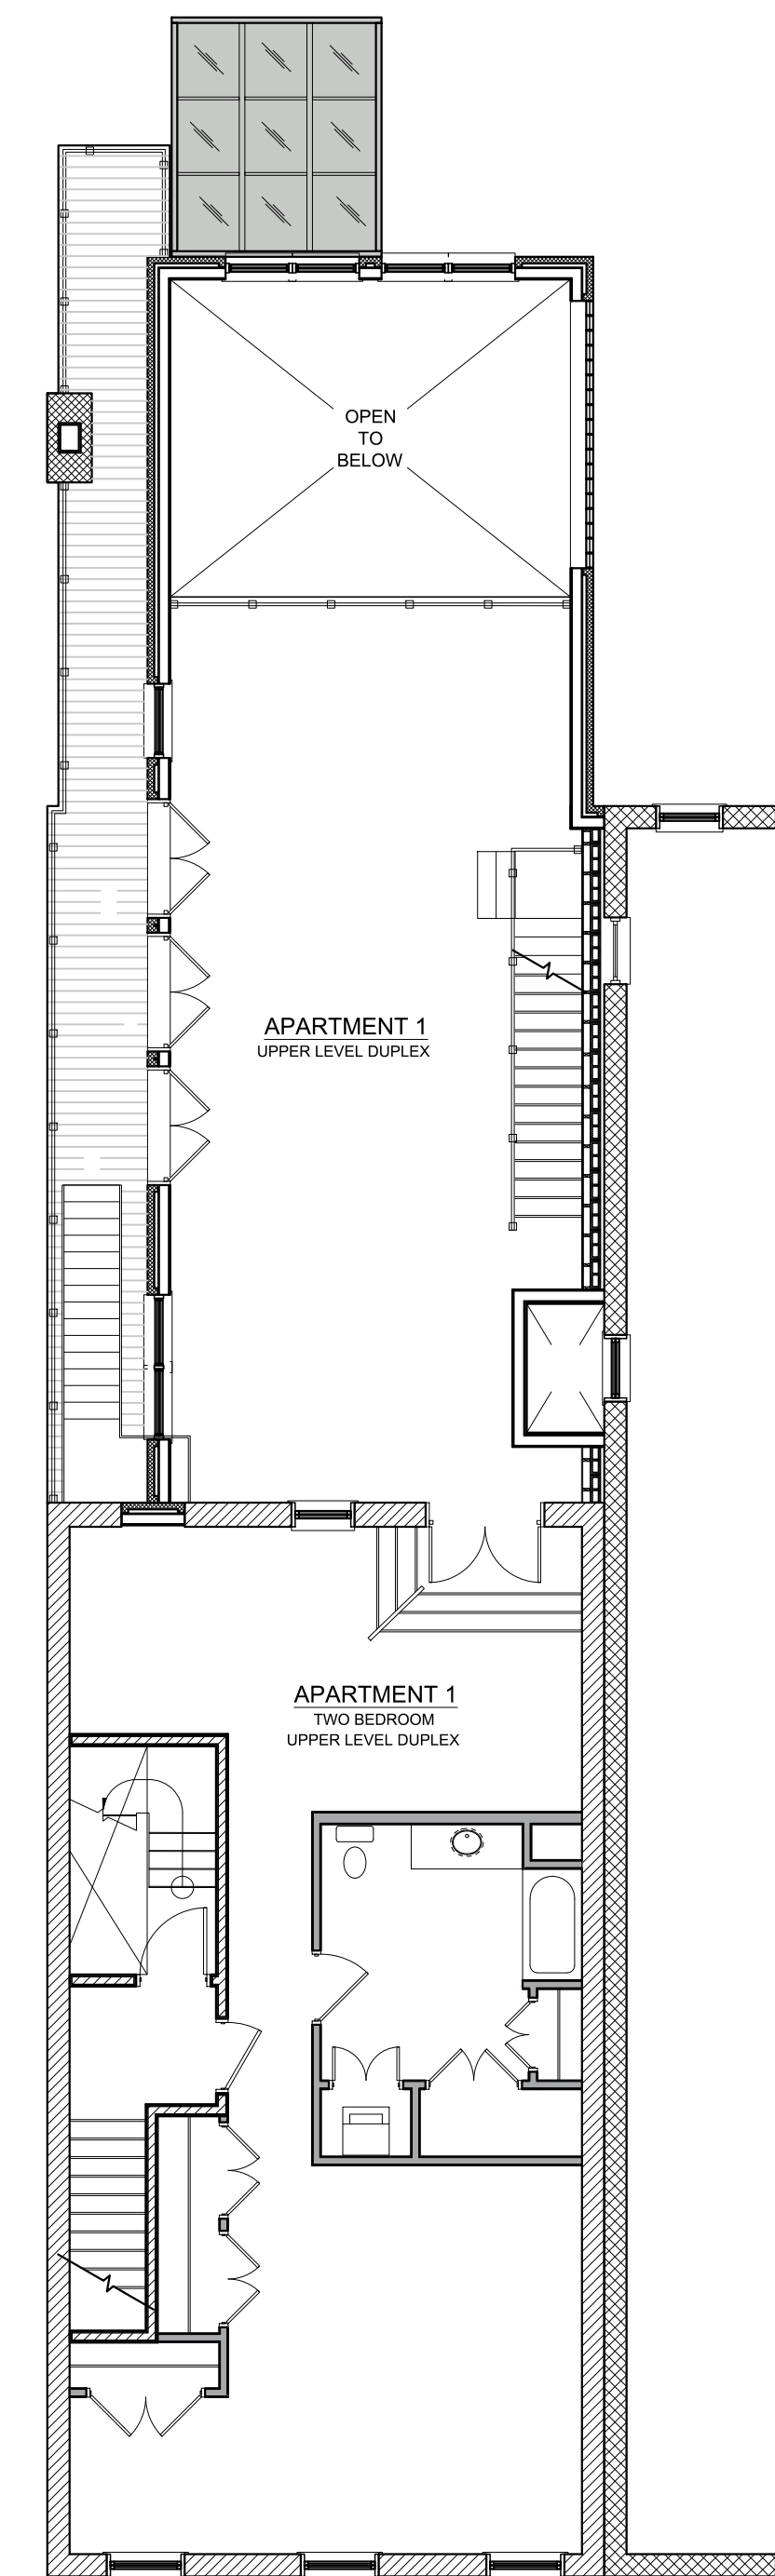 OPEN
TO
BELOW
APARTMENT 1
UPPER LEVEL DUPLEX
APARTMENT 1
TWO BEDROOM
UPPER LEVEL DUPLEX